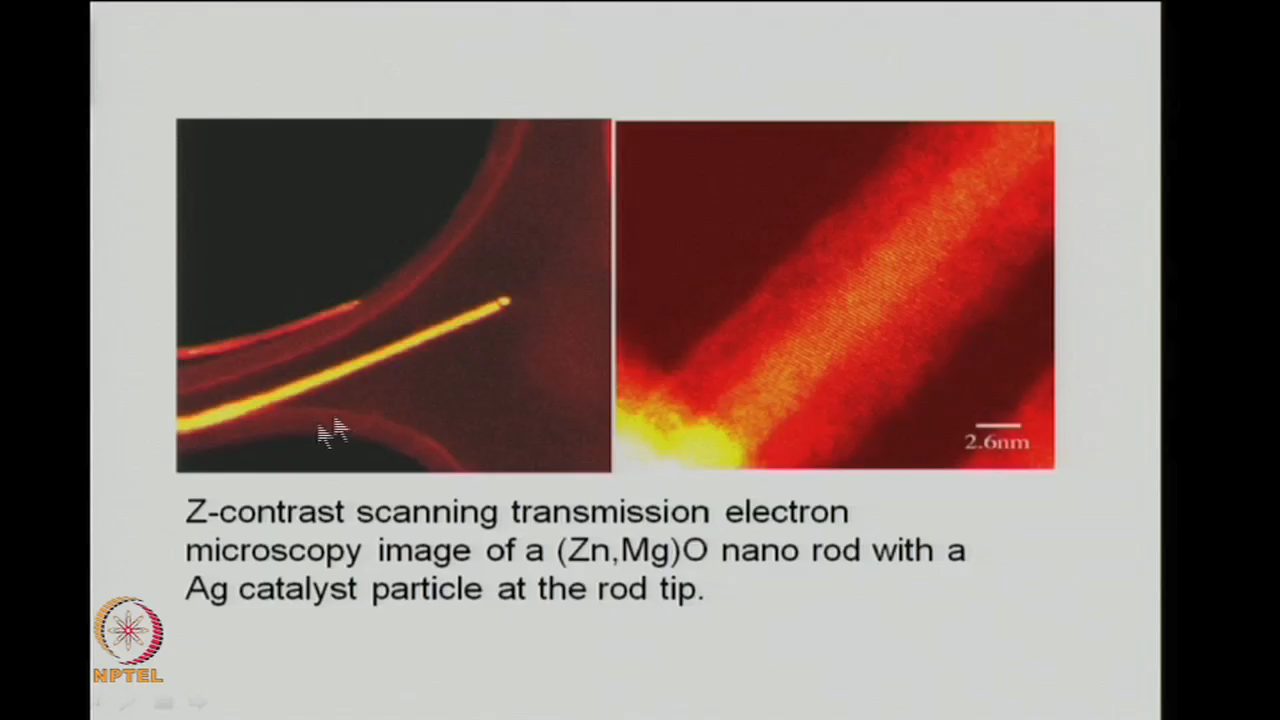 2.6nm
Z-contrast scanning transmission electron
microscopy image of a (Zn,Mg)O nano rod with a
Ag catalyst particle at the rod tip.
NPTEL